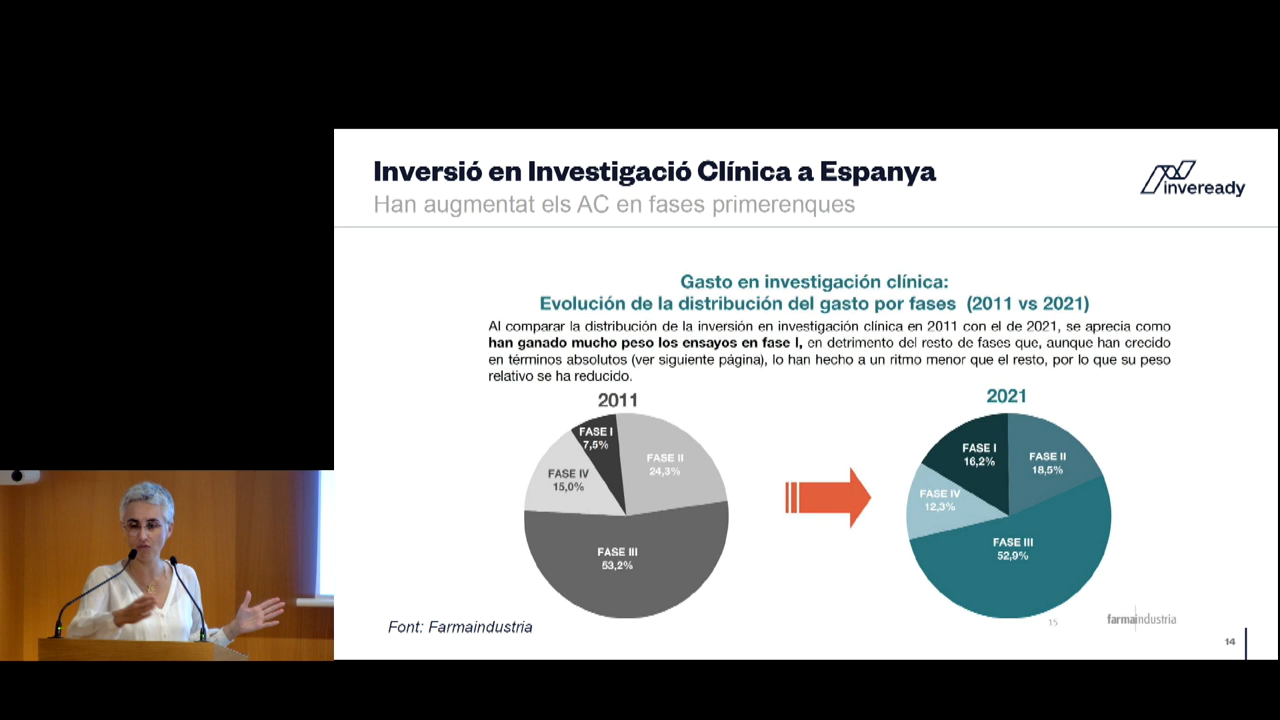 Inversió en Investigació Clínica a Espanya
Han augmentat els AC en fases primerenques
inveready
Gasto en investigación clínica:
Evolución de la distribución del gasto por fases (2011 vs 2021)
Al comparar la distribución de la inversión en investigación clínica en 2011 con el de 2021, se aprecia como
han ganado mucho peso los ensayos en fase I, en detrimento del resto de fases que, aunque han crecido
en términos absolutos (ver siguiente página), lo han hecho a un ritmo menor que el resto, por lo que su peso
relativo se ha reducido.
2011
FASE I
7,5%
FASE II
24,3%
FASE IV
15,0%
FASE III
53,2%
2021
FASE I
16,2%
FASE II
18,5%
FASE IV
12,3%
FASE III
52,9%
Font: Farmaindustria
15
farmaindustria
14